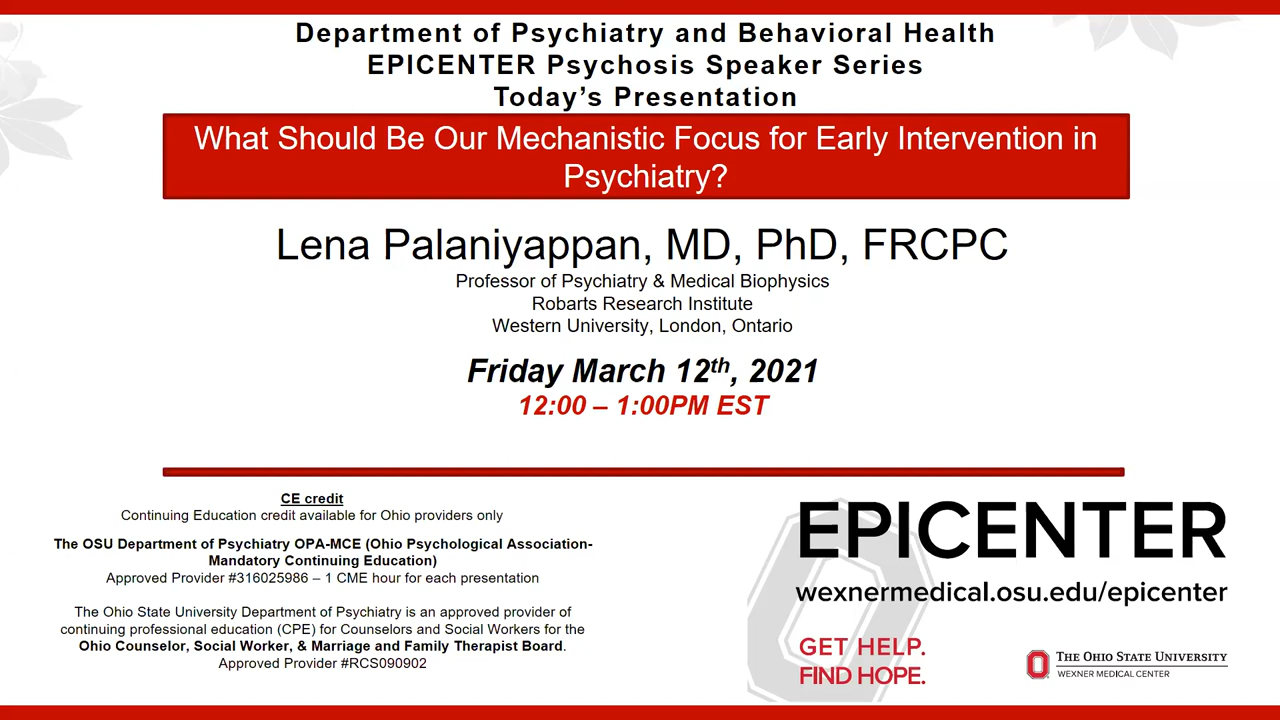 Department of Psychiatry and Behavioral Health
EPICENTER Psychosis Speaker Series
Today's Presentation
What Should Be Our Mechanistic Focus for Early Intervention in
Psychiatry?
Lena Palaniyappan, MD, PhD, FRCPC
Professor of Psychiatry & Medical Biophysics
Robarts Research Institute
Western University, London, Ontario
Friday March 12th, 2021
12:00 – 1:00PM EST
CE credit
Continuing Education credit available for Ohio providers only
The OSU Department of Psychiatry OPA-MCE (Ohio Psychological Association-
Mandatory Continuing Education)
Approved Provider #316025986 – 1 CME hour for each presentation
The Ohio State University Department of Psychiatry is an approved provider of
continuing professional education (CPE) for Counselors and Social Workers for the
Ohio Counselor, Social Worker, & Marriage and Family Therapist Board.
Approved Provider #RCS090902
EPICENTER
wexnermedical.osu.edu/epicenter
GET HELP.
FIND HOPE.
THE OHIO STATE UNIVERSITY
WEXNER MEDICAL CENTER